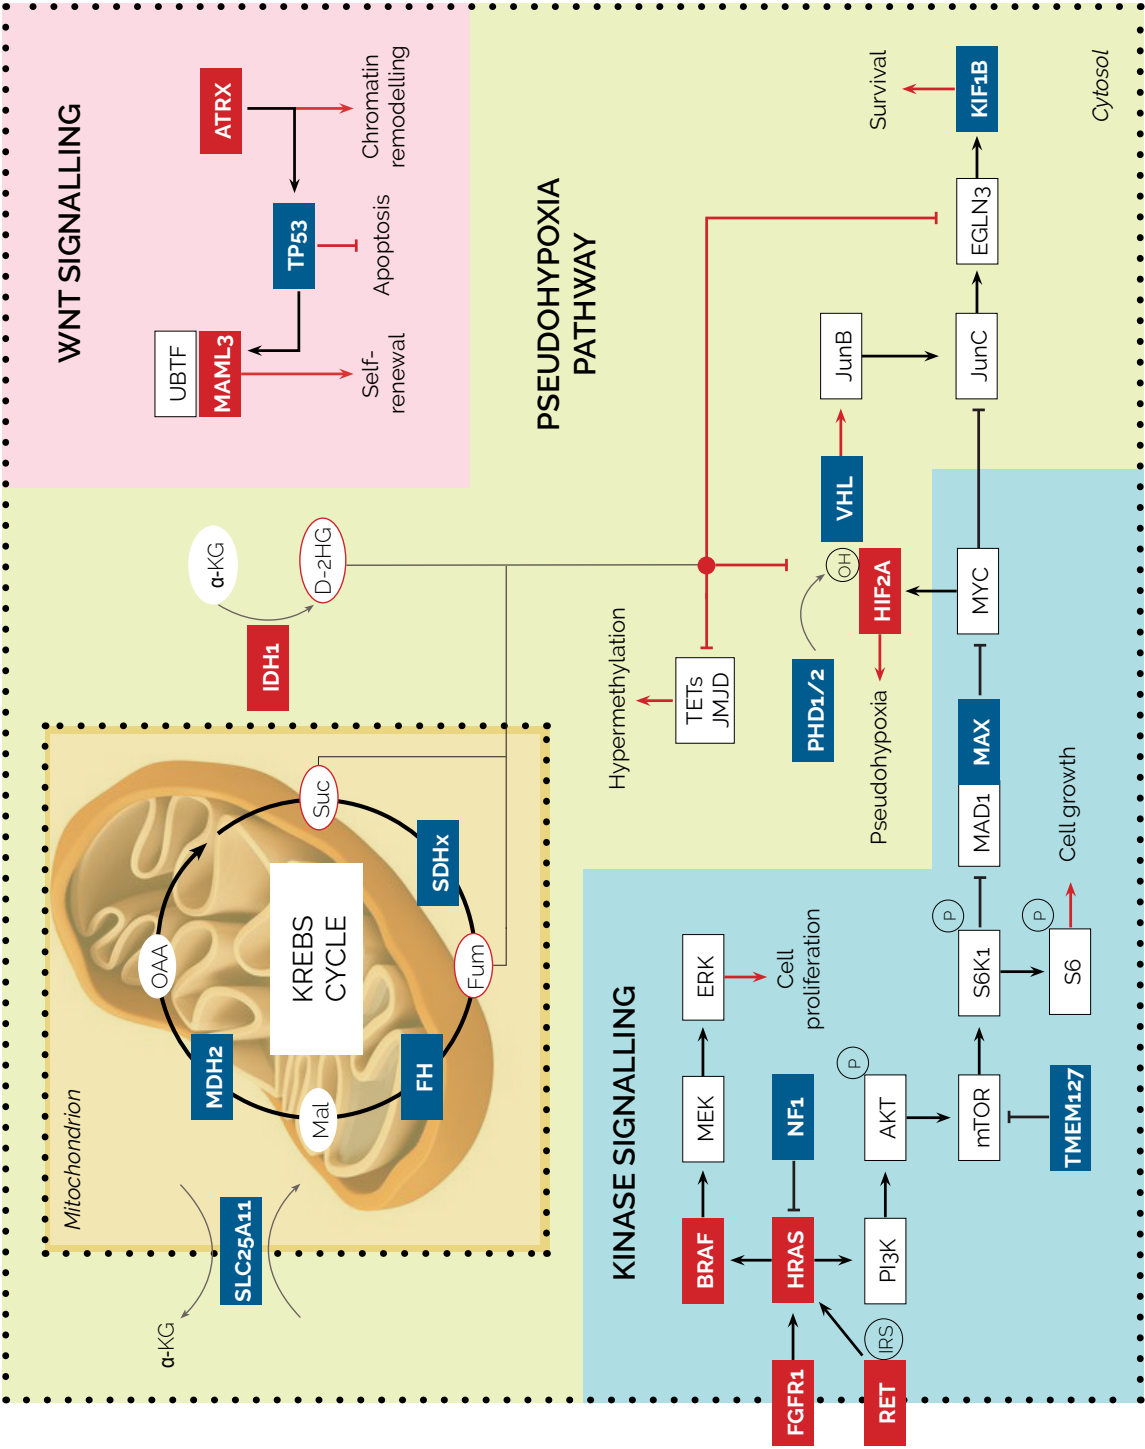 Mitochondrion
α-KG
SLC25A11
MDH2
OAA
Mal
KREBS
CYCLE
FH
Fum
SDHx
Suc
IDH1
α-KG
D-2HG
WNT SIGNALLING
UBTF
MAML3
TP53
ATRX
Self-
renewal
Apoptosis
Chromatin
remodelling
PSEUDOHYPOXIA
PATHWAY
Hypermethylation
TETs
JMJD
PHD1/2
OH
HIF2A
Pseudohypoxia
VHL
JunB
JunC
EGLN3
KIF1B
Survival
Cytosol
KINASE SIGNALLING
BRAF
MEK
ERK
Cell
proliferation
FGFR1
HRAS
NF1
RET
IRS
PI3K
AKT
P
mTOR
TMEM127
S6K1
P
S6
P
Cell growth
MAD1
MAX
MYC